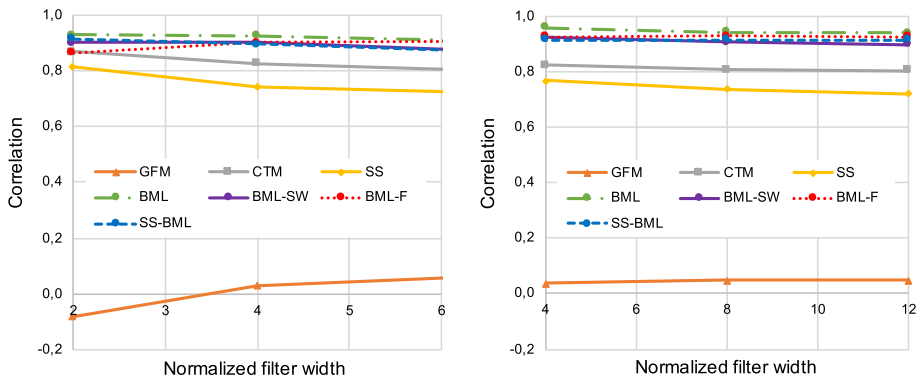 1,0
0,8
0,6
0,4
0,2
0,0
-0,2
Correlation
GFM CTM SS
BML BML-SW BML-F
SS-BML
2 3 4 5 6
Normalized filter width
1,0
0,8
0,6
0,4
0,2
0,0
-0,2
Correlation
GFM CTM SS
BML BML-SW BML-F
SS-BML
4 6 8 10 12
Normalized filter width